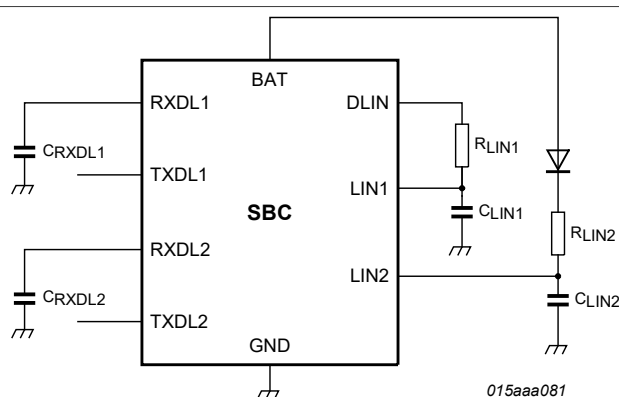 BAT
RXDL1
DLIN
CRXDL1
RLIN1
TXDL1
LIN1
CLIN1
SBC
RLIN2
RXDL2
LIN2
CRXDL2
CLIN2
TXDL2
GND
015aaa081